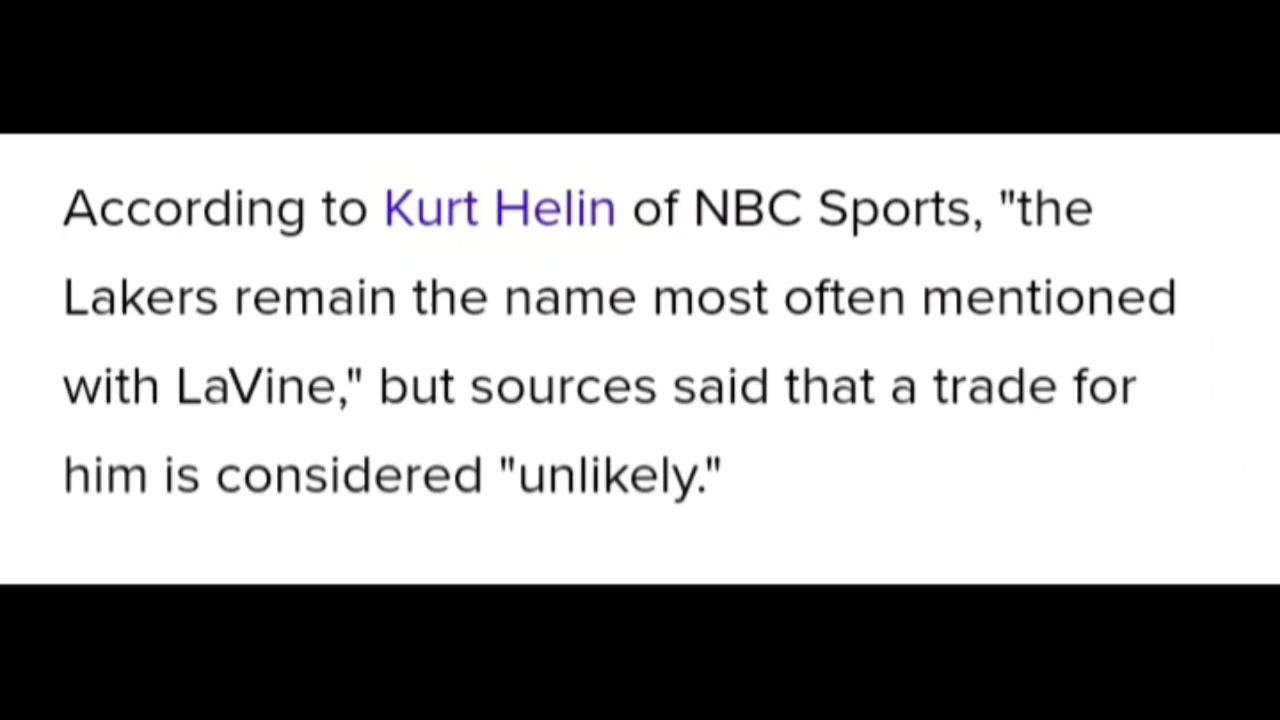 According to Kurt Helin of NBC Sports, "the
Lakers remain the name most often mentioned
with LaVine," but sources said that a trade for
him is considered "unlikely."